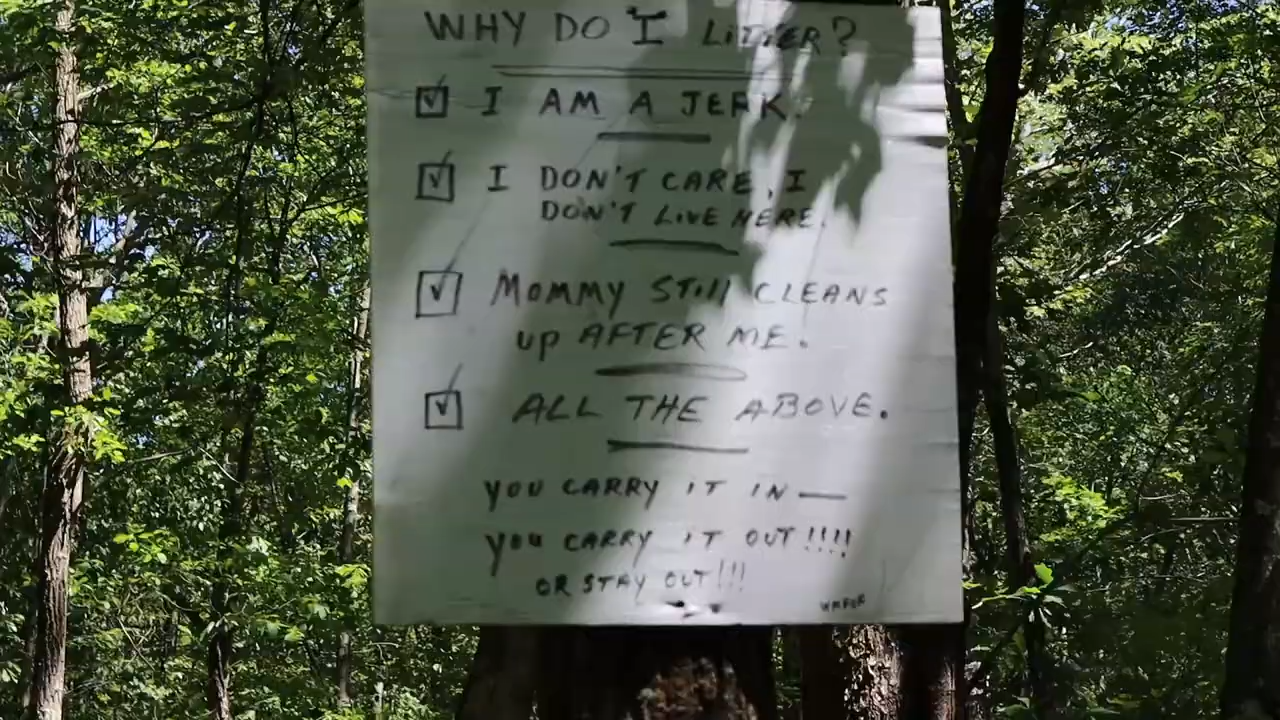 WHY DO I LITTER?
I AM A JERK.
I DON'T CARE, I
DON'T LIVE HERE.
MOMMY STILL CLEANS
UP AFTER ME.
ALL THE ABOVE.
YOU CARRY IT IN —
YOU CARRY IT OUT!!!!
OR STAY OUT!!!